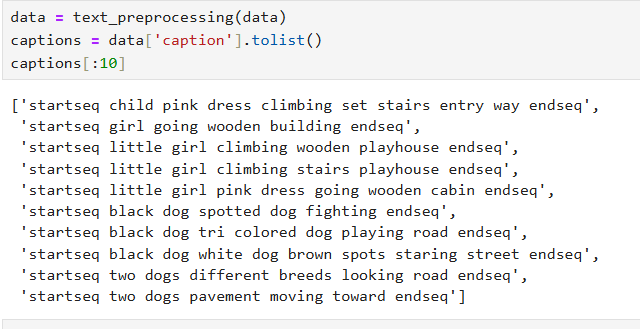 data = text_preprocessing(data)
captions = data['caption'].tolist()
captions[:10]
['startseq child pink dress climbing set stairs entry way endseq',
 'startseq girl going wooden building endseq',
 'startseq little girl climbing wooden playhouse endseq',
 'startseq little girl climbing stairs playhouse endseq',
 'startseq little girl pink dress going wooden cabin endseq',
 'startseq black dog spotted dog fighting endseq',
 'startseq black dog tri colored dog playing road endseq',
 'startseq black dog white dog brown spots staring street endseq',
 'startseq two dogs different breeds looking road endseq',
 'startseq two dogs pavement moving toward endseq']